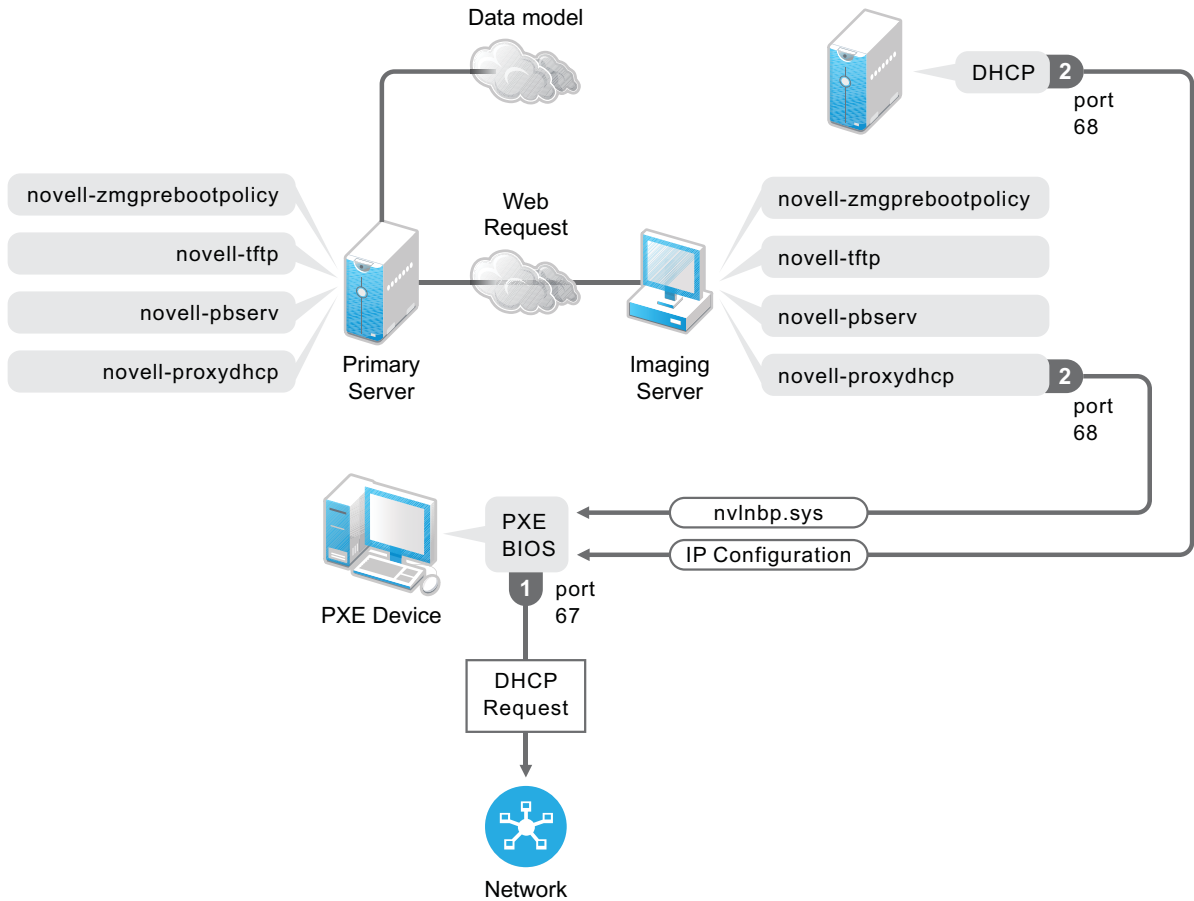 Data model
DHCP
2
port
68
novell-zmgprebootpolicy
novell-tftp
novell-pbserv
novell-proxydhcp
Primary
Server
Web
Request
Imaging
Server
novell-zmgprebootpolicy
novell-tftp
novell-pbserv
novell-proxydhcp
2
port
68
nvlnbp.sys
IP Configuration
PXE
BIOS
1
port
67
PXE Device
DHCP
Request
Network